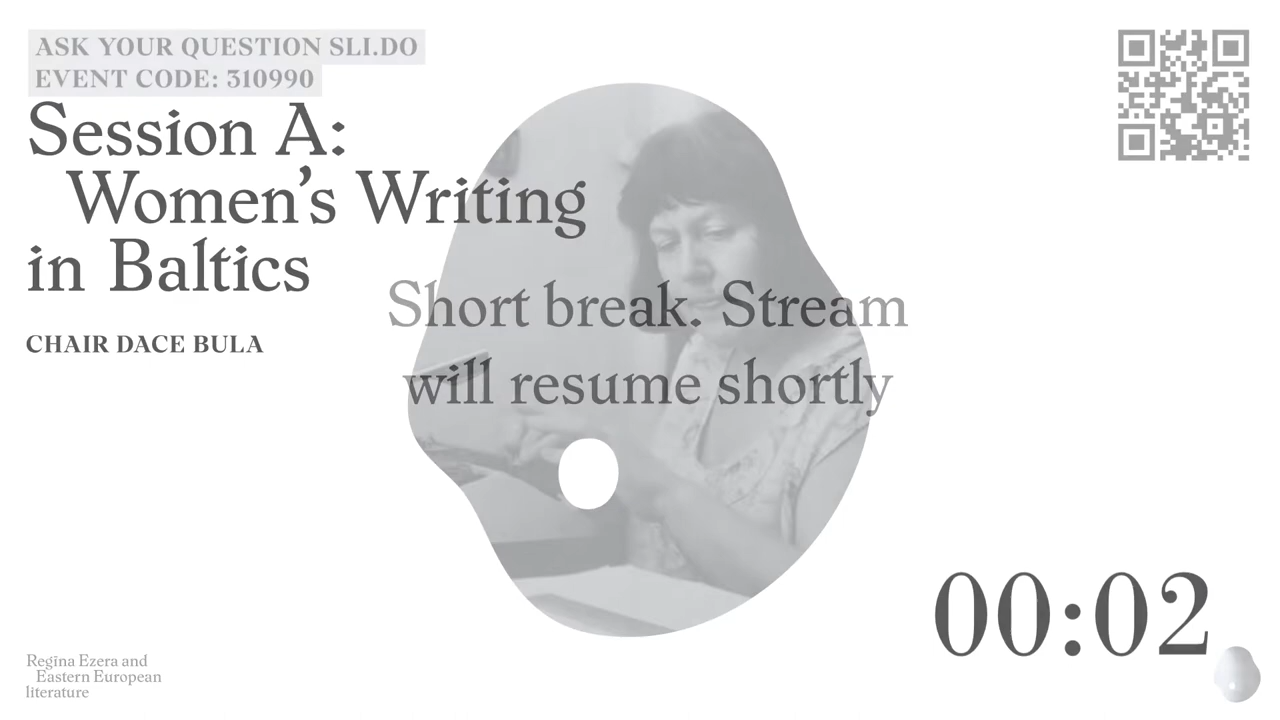 ASK YOUR QUESTION SLI.DO
EVENT CODE: 310990
Session A:
Women’s Writing
in Baltics
CHAIR DACE BULA
Short break. Stream
will resume shortly
00:02
Regīna Ezera and
Eastern European
literature